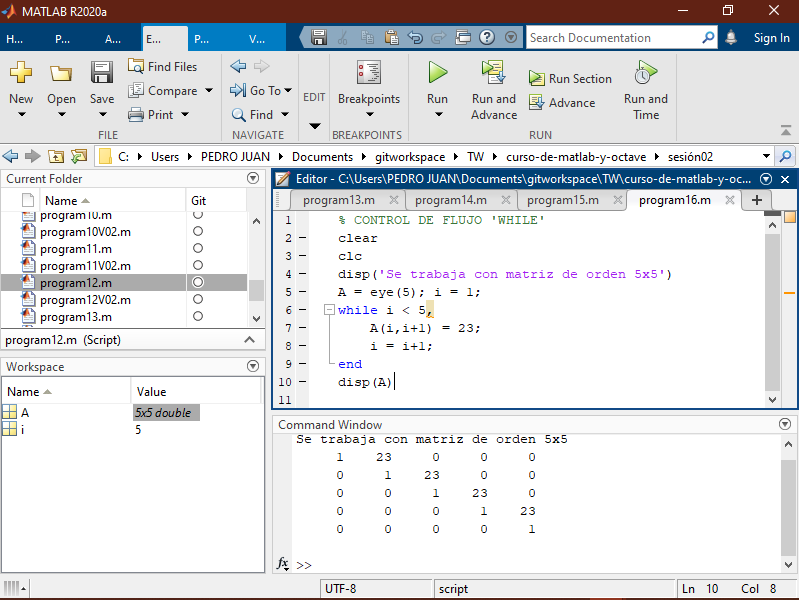 MATLAB R2020a
H... P... A... E... P... V...
Search Documentation
Sign In
New Open Save
Find Files
Compare
Print
FILE
Go To
Find
NAVIGATE
EDIT
Breakpoints
BREAKPOINTS
Run
Run and Advance
Run Section
Advance
Run and Time
RUN
C: Users PEDRO JUAN Documents gitworkspace TW curso-de-matlab-y-octave sesión02
Current Folder
Name Git
program10.m
program10V02.m
program11.m
program11V02.m
program12.m
program12V02.m
program13.m
program12.m (Script)
Workspace
Name Value
A 5x5 double
i 5
Editor - C:\Users\PEDRO JUAN\Documents\gitworkspace\TW\curso-de-matlab-y-oc...
program13.m program14.m program15.m program16.m
1 % CONTROL DE FLUJO 'WHILE'
2 clear
3 clc
4 disp('Se trabaja con matriz de orden 5x5')
5 A = eye(5); i = 1;
6 while i < 5,
7 A(i,i+1) = 23;
8 i = i+1;
9 end
10 disp(A)
11
Command Window
Se trabaja con matriz de orden 5x5
1 23 0 0 0
0 1 23 0 0
0 0 1 23 0
0 0 0 1 23
0 0 0 0 1
fx >>
UTF-8 script Ln 10 Col 8